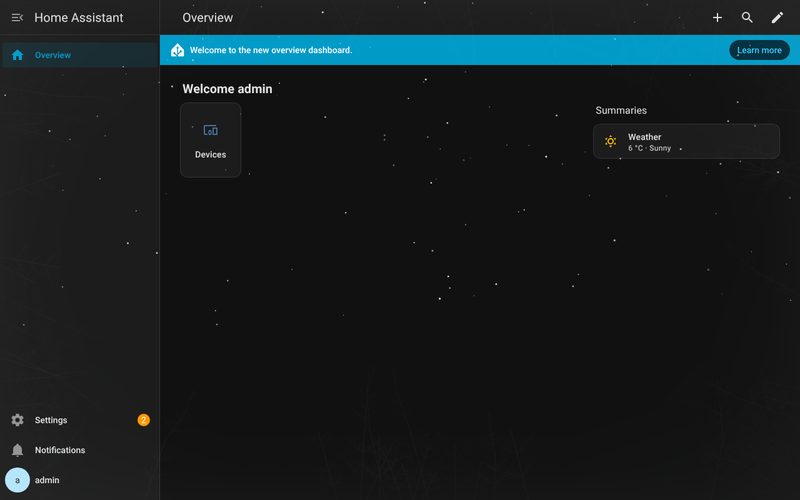 Home Assistant
Overview
Overview
Welcome to the new overview dashboard.
Learn more
Welcome admin
Devices
Summaries
Weather
6 °C · Sunny
Settings
2
Notifications
a
admin